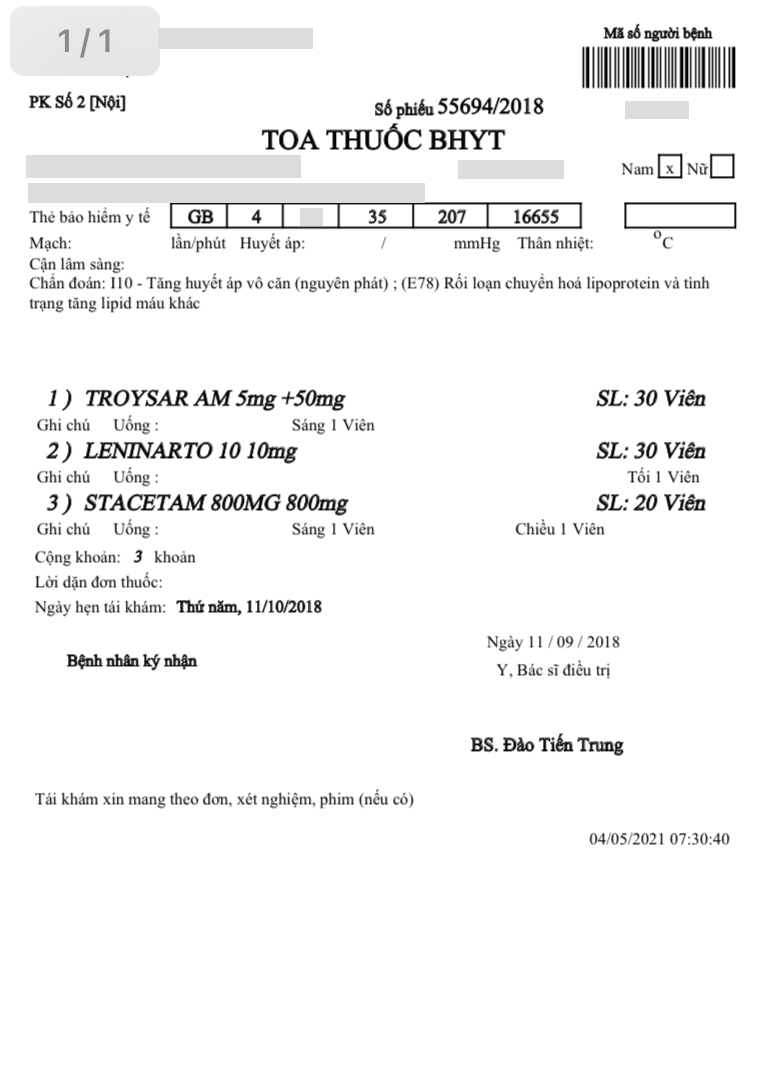 1/1
Mã số người bệnh
PK Số 2 [Nội]
Số phiếu 55694/2018
TOA THUỐC BHYT
Nam x Nữ
Thẻ bảo hiểm y tế GB 4 35 207 16655
Mạch: lần/phút Huyết áp: / mmHg Thân nhiệt: °C
Cận lâm sàng:
Chẩn đoán: I10 - Tăng huyết áp vô căn (nguyên phát) ; (E78) Rối loạn chuyển hoá lipoprotein và tình
trạng tăng lipid máu khác
1 ) TROYSAR AM 5mg +50mg SL: 30 Viên
Ghi chú Uống : Sáng 1 Viên
2 ) LENINARTO 10 10mg SL: 30 Viên
Ghi chú Uống : Tối 1 Viên
3 ) STACETAM 800MG 800mg SL: 20 Viên
Ghi chú Uống : Sáng 1 Viên Chiều 1 Viên
Cộng khoản: 3 khoản
Lời dặn đơn thuốc:
Ngày hẹn tái khám: Thứ năm, 11/10/2018
Ngày 11 / 09 / 2018
Bệnh nhân ký nhận
Y, Bác sĩ điều trị
BS. Đào Tiến Trung
Tái khám xin mang theo đơn, xét nghiệm, phim (nếu có)
04/05/2021 07:30:40